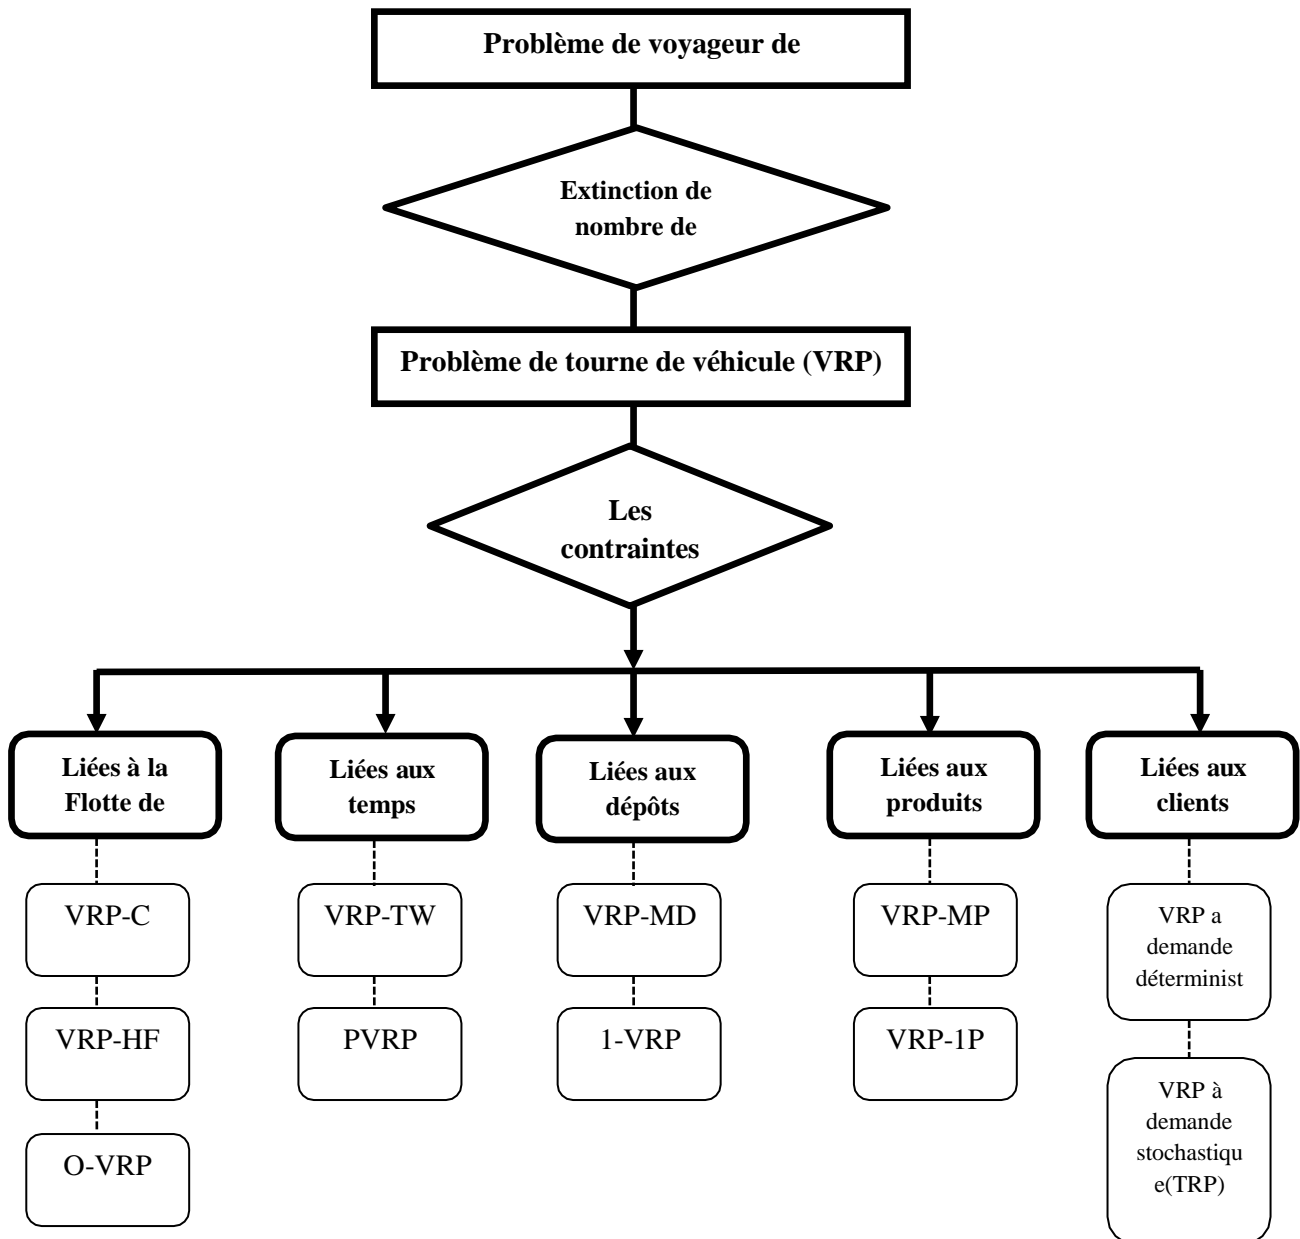 Problème de voyageur de
Extinction de
nombre de
Problème de tourne de véhicule (VRP)
Les
contraintes
Liées à la
Flotte de
Liées aux
temps
Liées aux
dépôts
Liées aux
produits
Liées aux
clients
VRP-C
VRP-TW
VRP-MD
VRP-MP
VRP a
demande
déterminist
VRP-HF
PVRP
1-VRP
VRP-1P
VRP à
demande
stochastiqu
e(TRP)
O-VRP